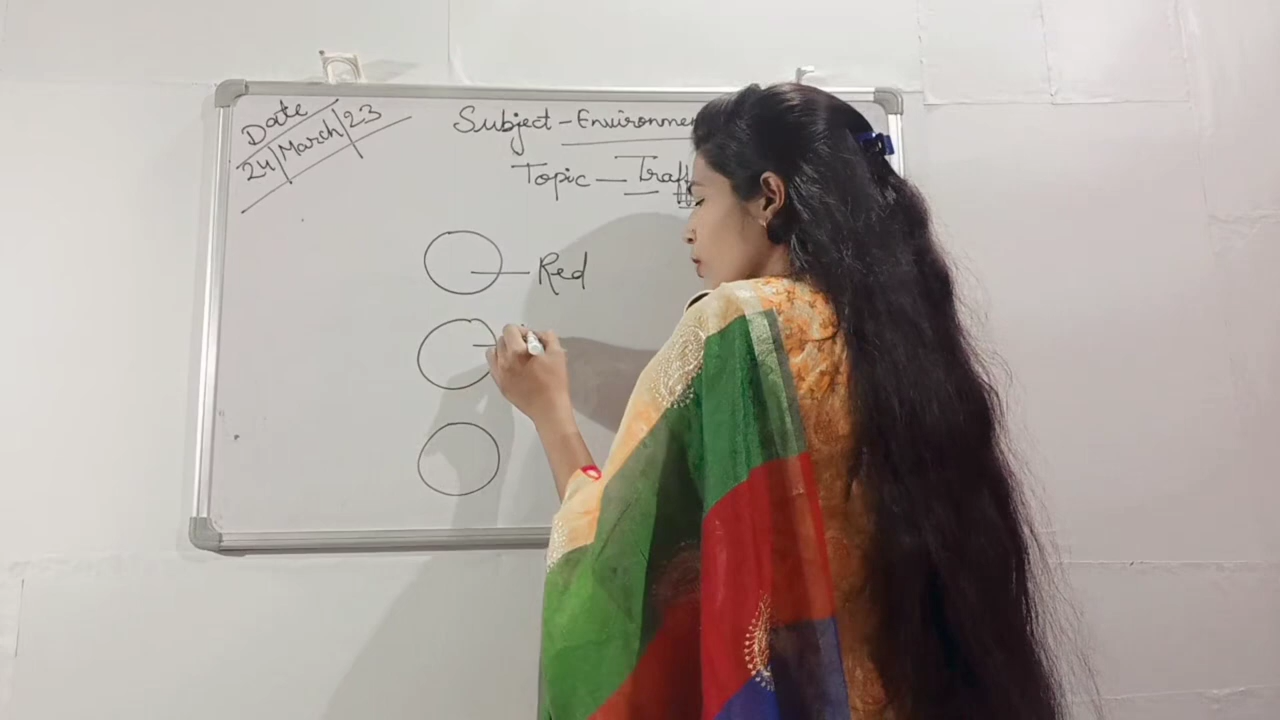 Date
24/March/23
Subject - Environmen
Topic - Traff
Red